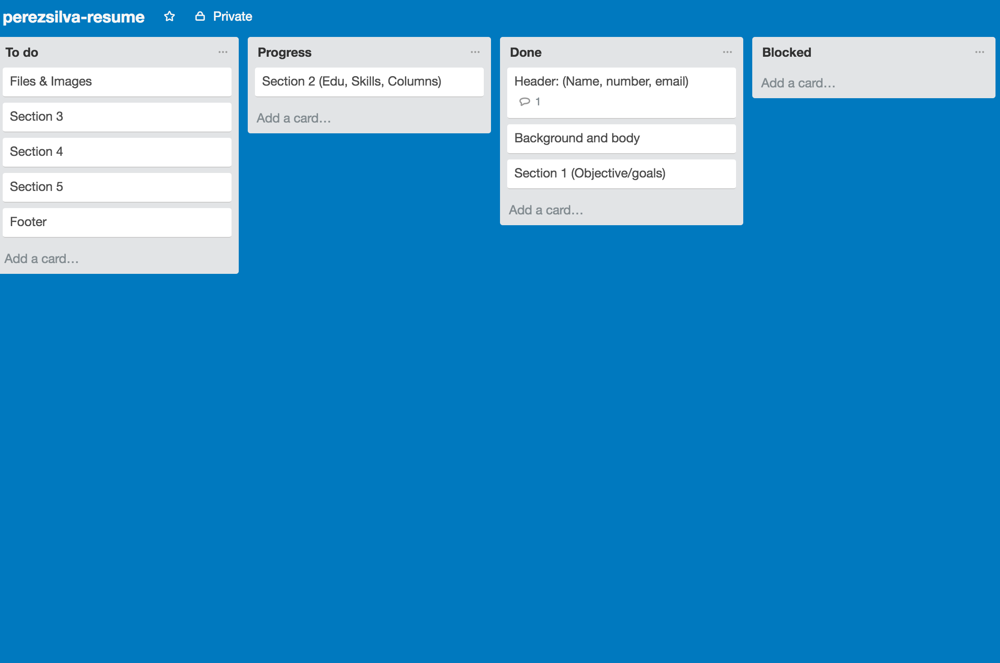 perezsilva-resume Private
To do
Files & Images
Section 3
Section 4
Section 5
Footer
Add a card...
Progress
Section 2 (Edu, Skills, Columns)
Add a card...
Done
Header: (Name, number, email)
1
Background and body
Section 1 (Objective/goals)
Add a card...
Blocked
Add a card...